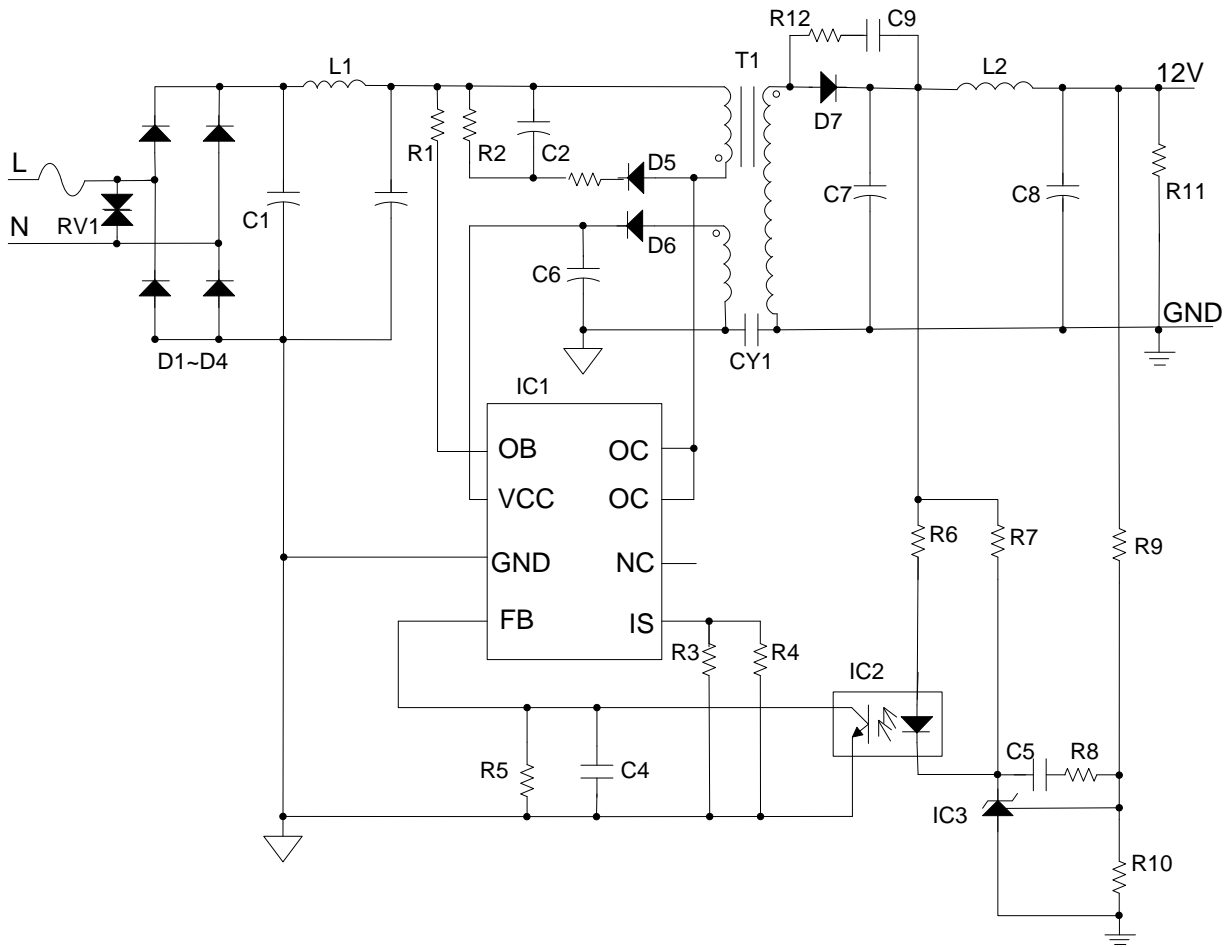 R12 C9
L1 T1 L2 12V
D7
L R1 R2 C2 D5
C1 C7 C8 R11
N RV1 D6
C6
GND
D1~D4 CY1
IC1
OB OC
VCC OC
R6 R7 R9
GND NC
FB IS
R3 R4
IC2
R5 C4 C5 R8
IC3
R10